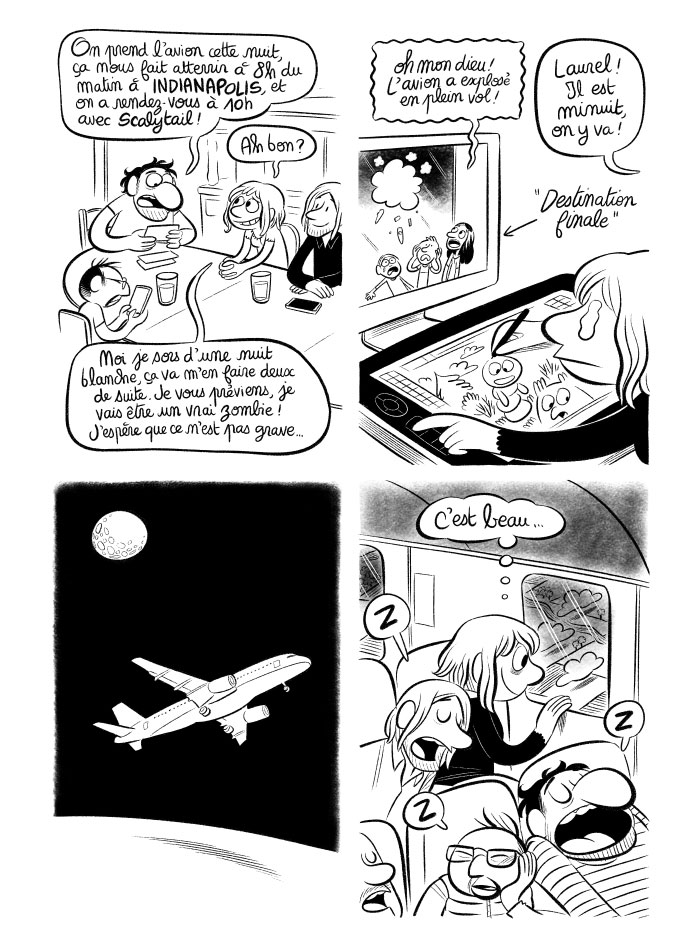 On prend l'avion cette nuit,
ça nous fait atterrir à 8h du
matin à INDIANAPOLIS, et
on a rendez-vous à 10h
avec Scalytail !
Ah bon ?
Moi je sors d'une nuit
blanche, ça va m'en faire deux
de suite. Je vous préviens, je
vais être un vrai zombie !
J'espère que ce n'est pas grave...
oh mon dieu !
L'avion a explosé
en plein vol !
Laurel !
Il est
minuit,
on y va !
"Destination
finale"
C'est beau...
Z
Z
Z